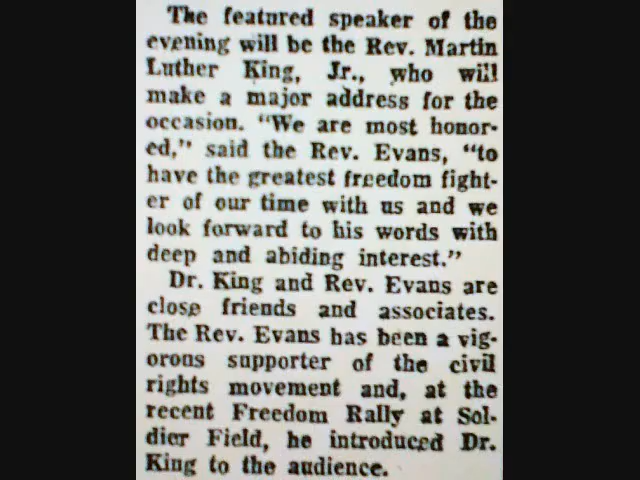 The featured speaker of the
evening will be the Rev. Martin
Luther King, Jr., who will
make a major address for the
occasion. "We are most honor-
ed," said the Rev. Evans, "to
have the greatest freedom fight-
er of our time with us and we
look forward to his words with
deep and abiding interest."
Dr. King and Rev. Evans are
close friends and associates.
The Rev. Evans has been a vig-
orous supporter of the civil
rights movement and, at the
recent Freedom Rally at Sol-
dier Field, he introduced Dr.
King to the audience.